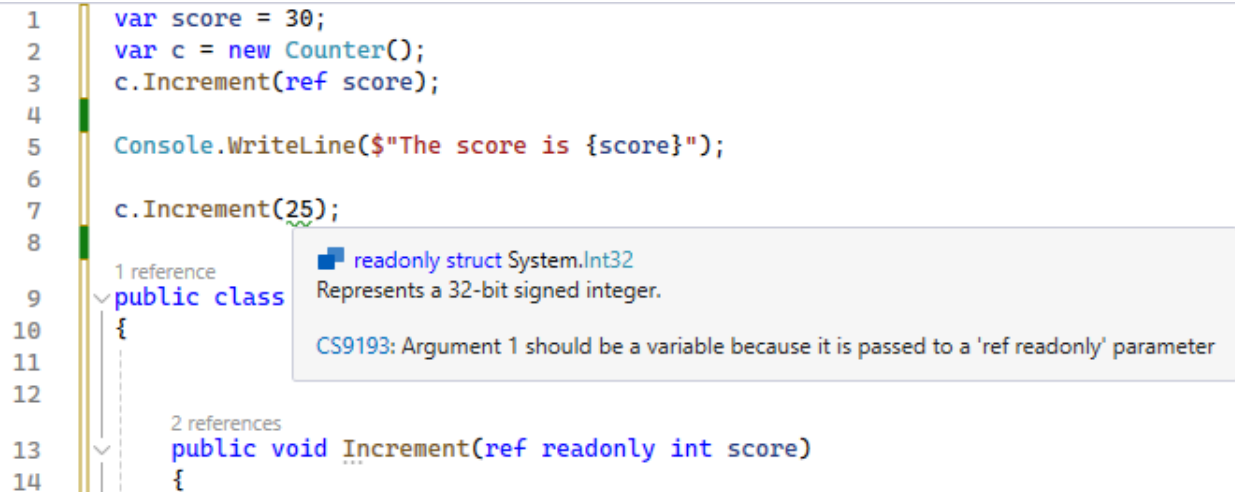 1 var score = 30;
2 var c = new Counter();
3 c.Increment(ref score);
4
5 Console.WriteLine($"The score is {score}");
6
7 c.Increment(25);
8
readonly struct System.Int32
1 reference
Represents a 32-bit signed integer.
9 public class
10 {
CS9193: Argument 1 should be a variable because it is passed to a 'ref readonly' parameter
11
12
2 references
13 public void Increment(ref readonly int score)
14 {